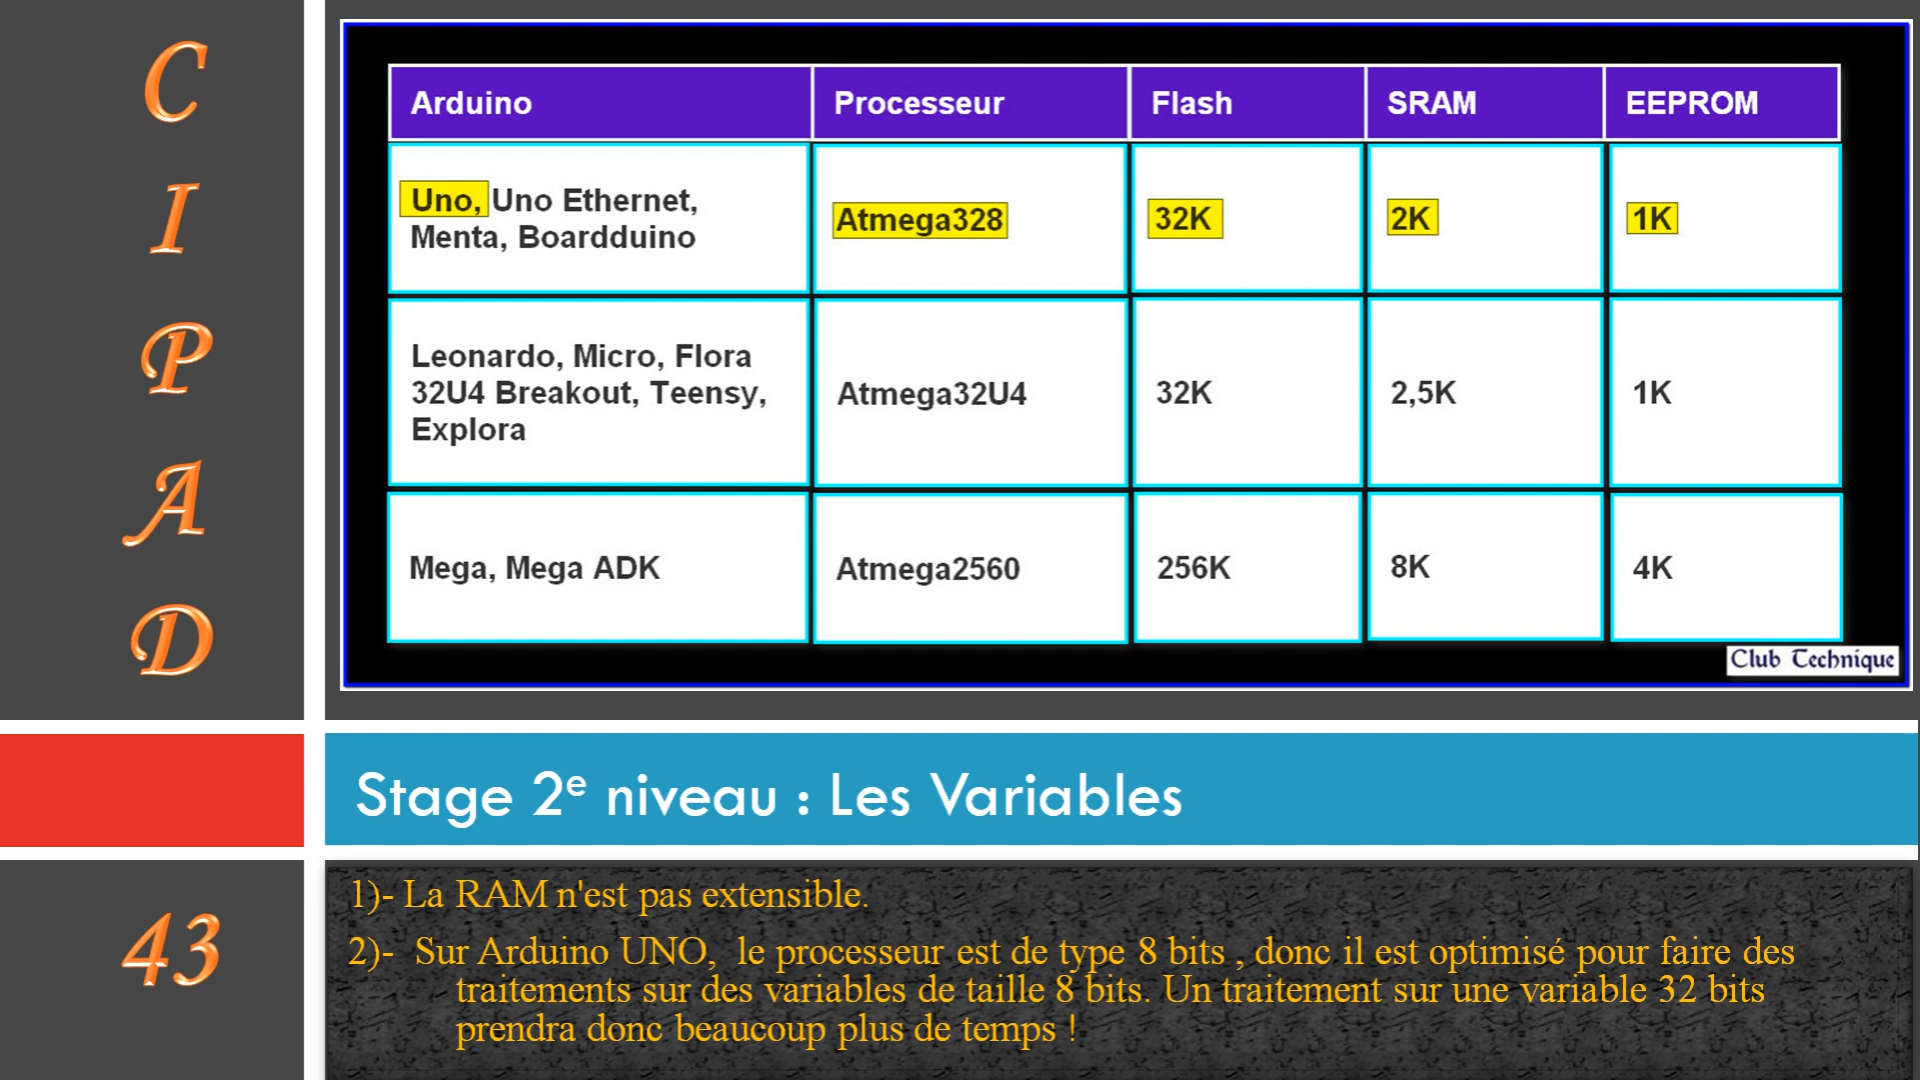 C
I
P
A
D
Arduino Processeur Flash SRAM EEPROM
Uno, Uno Ethernet,
Menta, Boardduino
Atmega328 32K 2K 1K
Leonardo, Micro, Flora
32U4 Breakout, Teensy,
Explora
Atmega32U4 32K 2,5K 1K
Mega, Mega ADK Atmega2560 256K 8K 4K
Club Technique
Stage 2e niveau : Les Variables
43
1)- La RAM n'est pas extensible.
2)- Sur Arduino UNO, le processeur est de type 8 bits , donc il est optimisé pour faire des
traitements sur des variables de taille 8 bits. Un traitement sur une variable 32 bits
prendra donc beaucoup plus de temps !